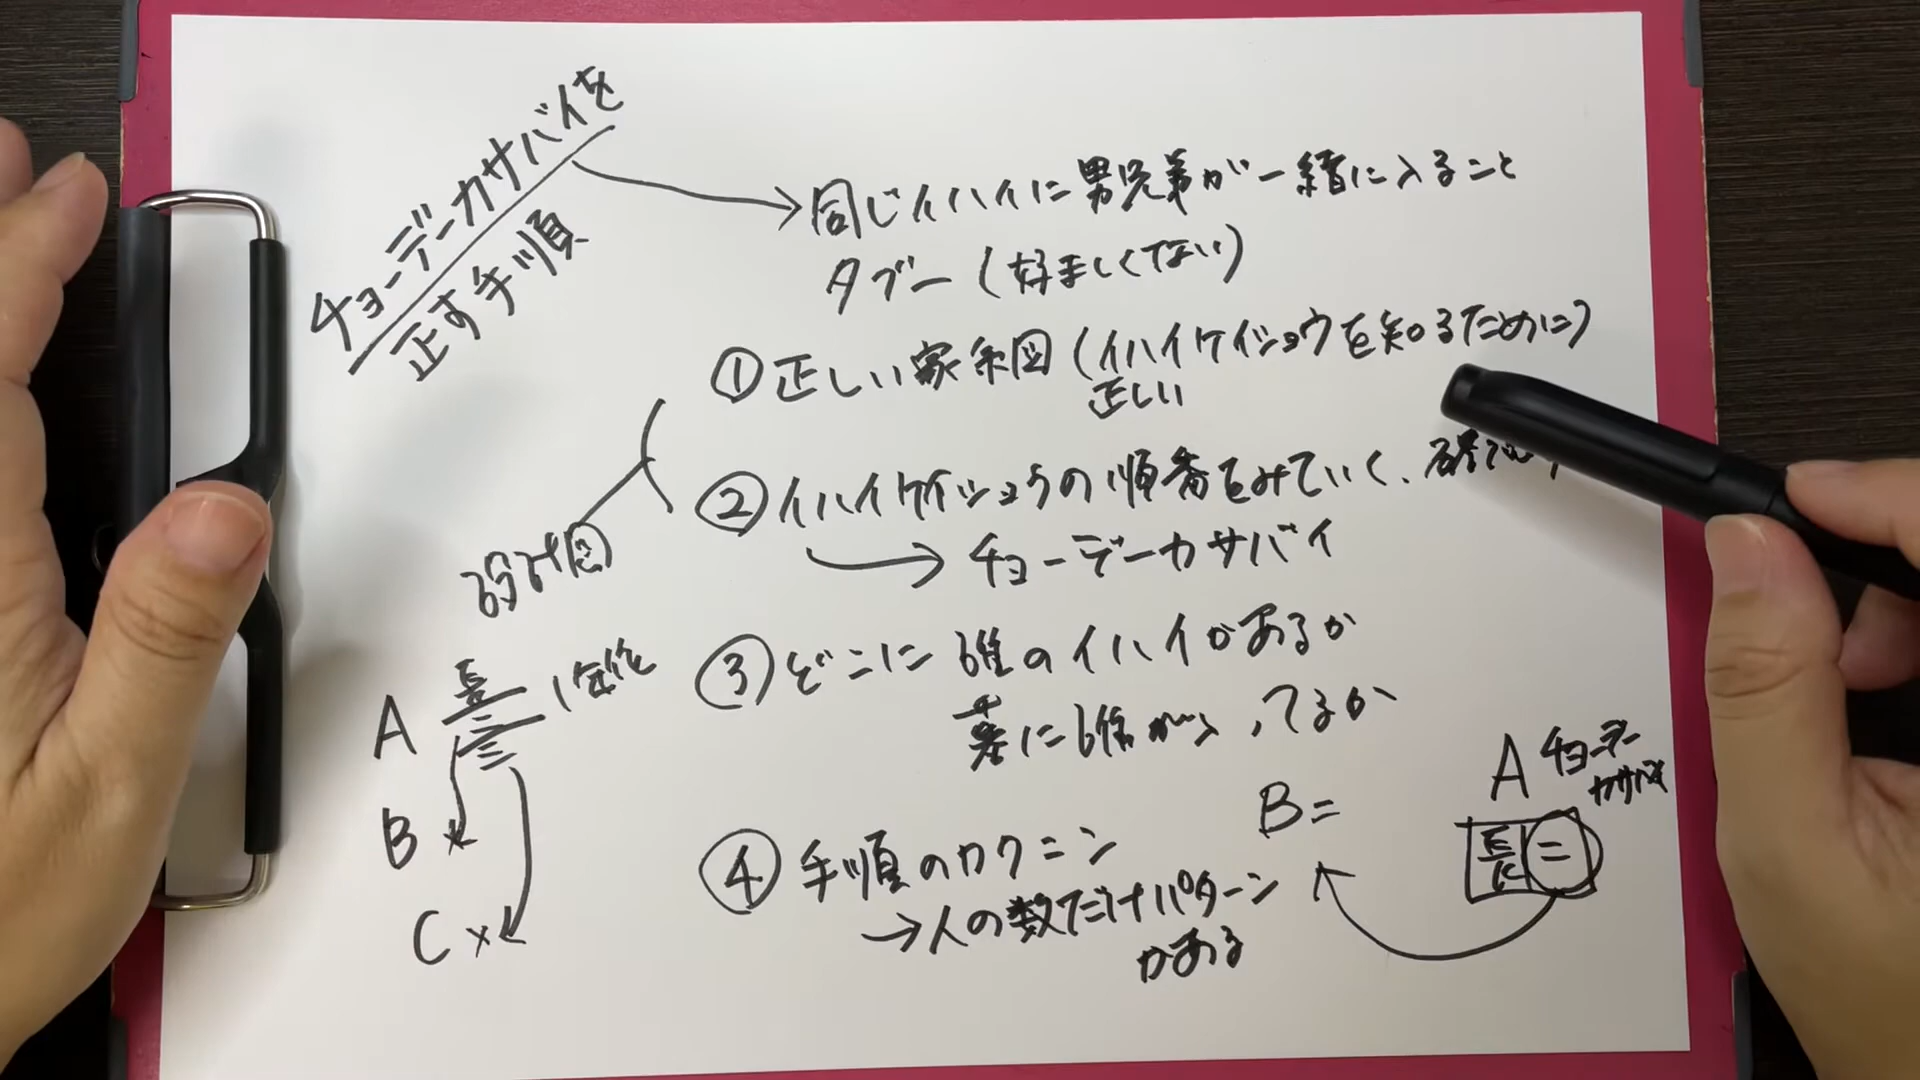 チョーデーカサバイを
正す手順
同じイハイに男兄弟が一緒に入ること
タブー(好ましくてない)
①正しい家系図(イハイケイショウを知るために)
正しい
②イハイケイショウの順番をみていく、
チョーデーカサバイ
③どこに誰のイハイがあるか
墓に誰が入ってるか
④手順のカクニン
→人の数だけパターン
がある
A 長 二 三
B
C
B=
A チョーデー
カサバイ
長 二